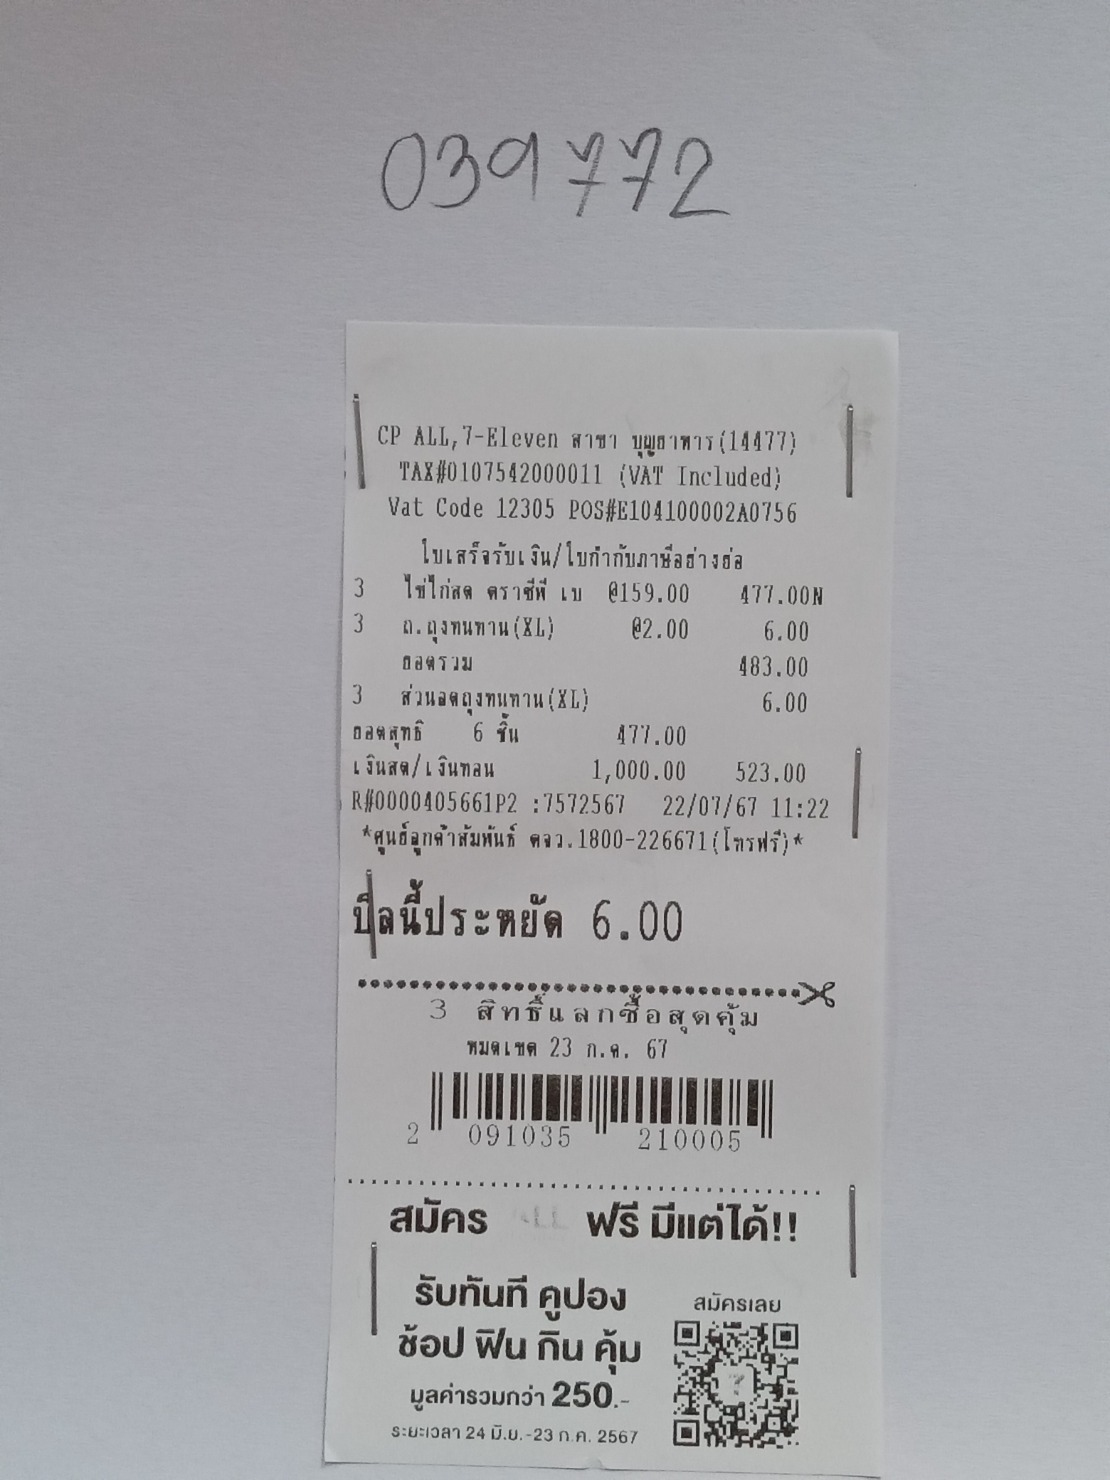 039772
CP ALL,7-Eleven สาขา บุญธาหาร(14477)
TAX#0107542000011 (VAT Included)
Vat Code 12305 POS#E104100002A0756
ใบเสร็จรับเงิน/ใบกำกับภาษีอย่างย่อ
3 ไข่ไก่สด ตราซีพี เบ @159.00 477.00N
3 ถ.ถุงทนทาน(XL) @2.00 6.00
ยอดรวม 483.00
3 ส่วนลดถุงทนทาน(XL) 6.00
ยอดสุทธิ 6 ชิ้น 477.00
เงินสด/เงินทอน 1,000.00 523.00
R#0000405661P2 :7572567 22/07/67 11:22
*ศูนย์ลูกค้าสัมพันธ์ ตจว.1800-226671(โทรฟรี)*
บิลนี้ประหยัด 6.00
3 สิทธิ์แลกซื้อสุดคุ้ม
หมดเขต 23 ก.ค. 67
2 091035 210005
สมัคร ALL ฟรี มีแต่ได้!!
รับทันที คูปอง
ช้อป ฟิน กิน คุ้ม
มูลค่ารวมกว่า 250.-
ระยะเวลา 24 มิ.ย.-23 ก.ค. 2567
สมัครเลย
7